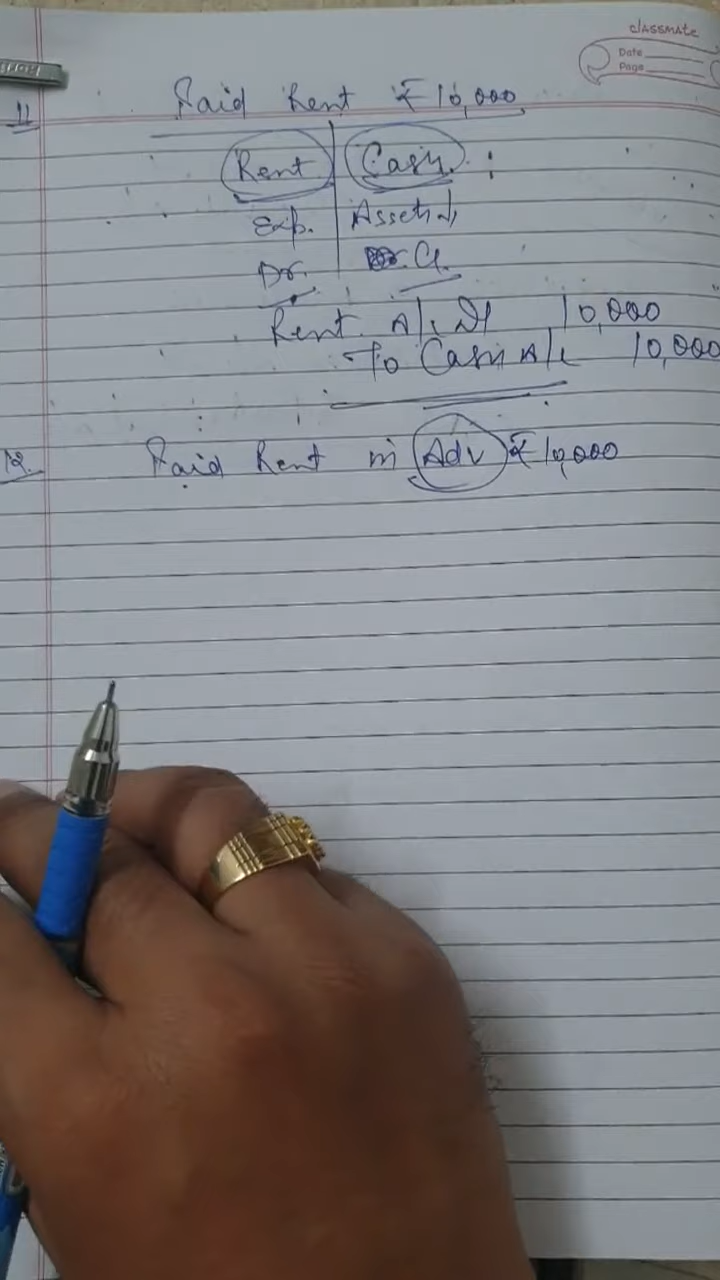 classmate
Date
Page
11 Paid Rent ₹10,000
Rent Cash :
Exp. Asset↓
Dr. Cr.
Rent A/c Dr 10,000
To Cash A/c 10,000
12. Paid Rent in Adv ₹10,000